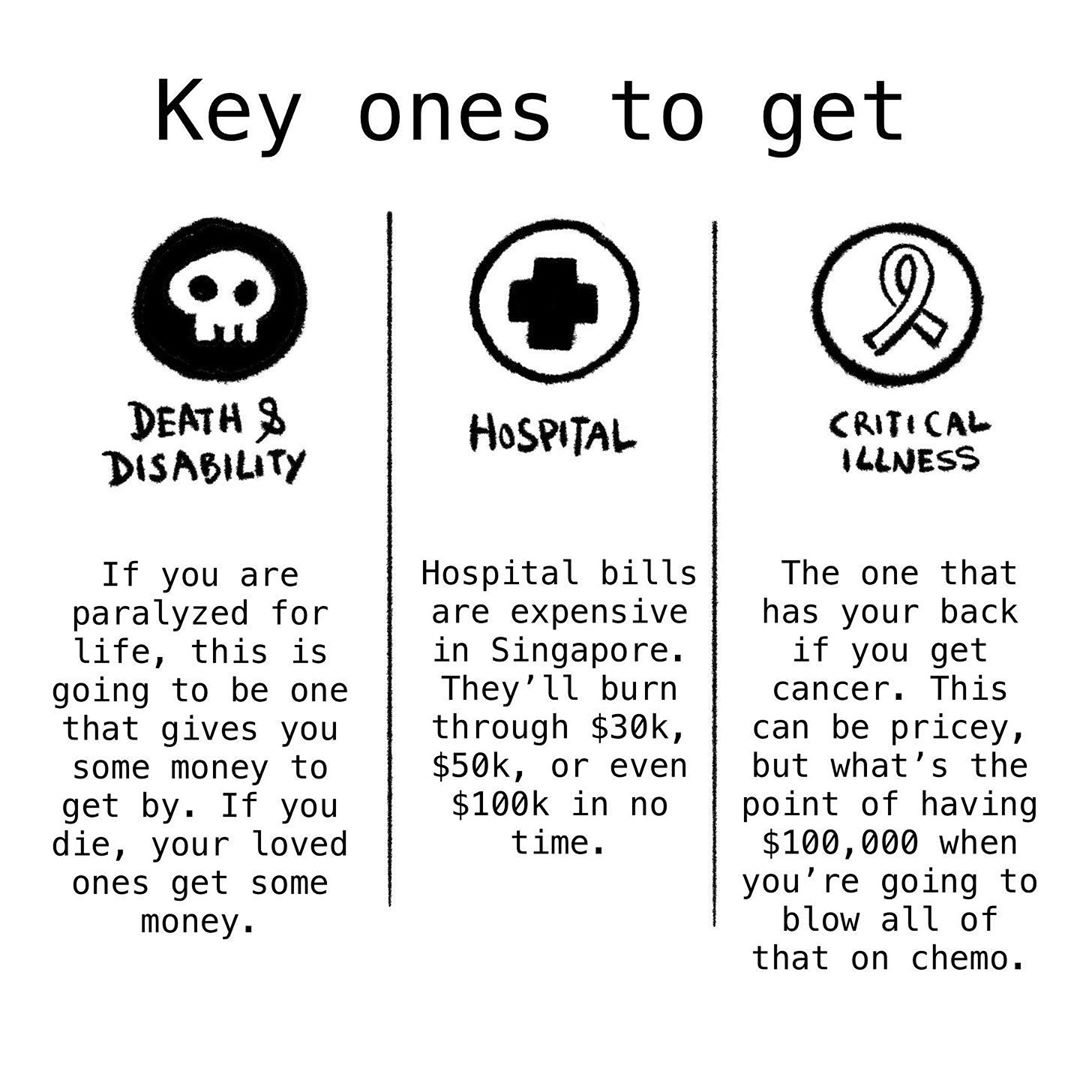 Key ones to get
DEATH &
DISABILITY
If you are
paralyzed for
life, this is
going to be one
that gives you
some money to
get by. If you
die, your loved
ones get some
money.
HOSPITAL
Hospital bills
are expensive
in Singapore.
They’ll burn
through $30k,
$50k, or even
$100k in no
time.
CRITICAL
ILLNESS
The one that
has your back
if you get
cancer. This
can be pricey,
but what’s the
point of having
$100,000 when
you’re going to
blow all of
that on chemo.